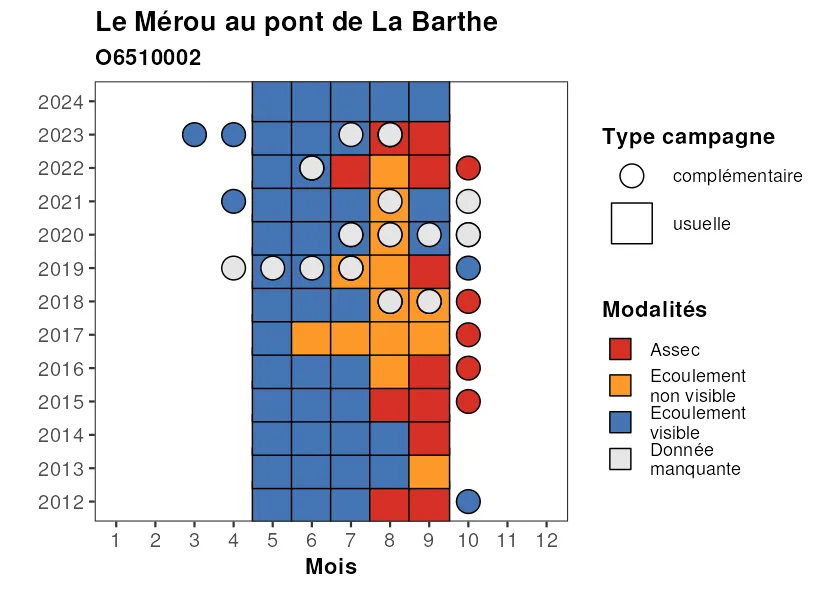 Le Mérou au pont de La Barthe
O6510002
2024
2023
2022
2021
2020
2019
2018
2017
2016
2015
2014
2013
2012
1 2 3 4 5 6 7 8 9 10 11 12
Mois
Type campagne
complémentaire
usuelle
Modalités
Assec
Ecoulement
non visible
Ecoulement
visible
Donnée
manquante